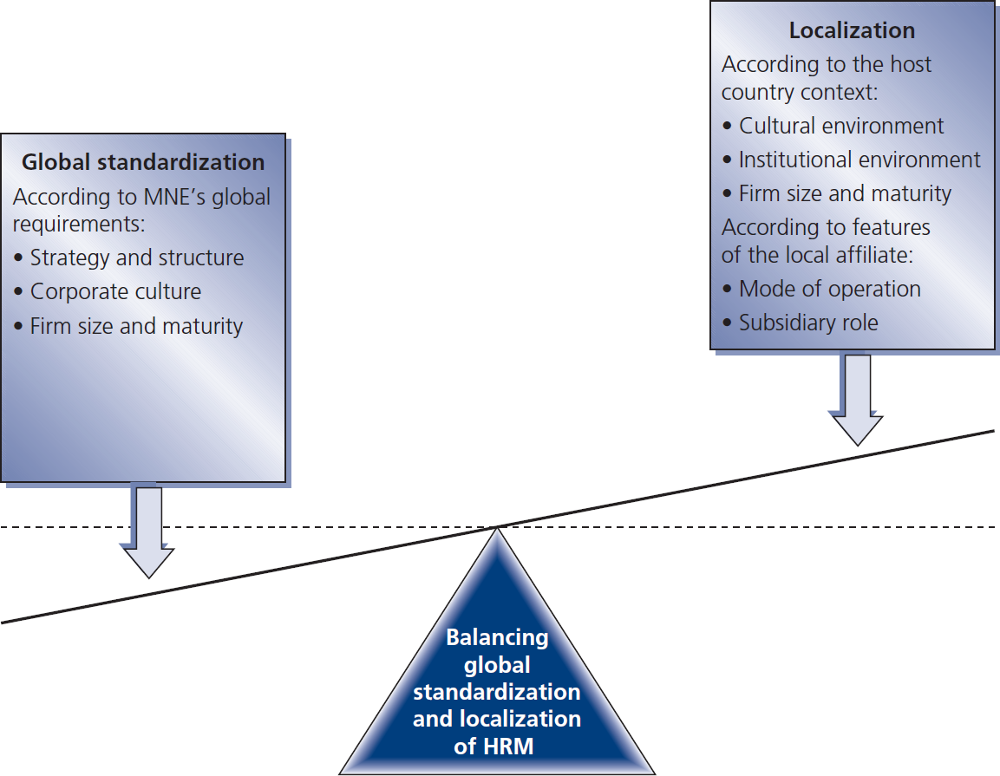 Global standardization
According to MNE's global
requirements:
• Strategy and structure
• Corporate culture
• Firm size and maturity
Localization
According to the host
country context:
• Cultural environment
• Institutional environment
• Firm size and maturity
According to features
of the local affiliate:
• Mode of operation
• Subsidiary role
Balancing
global
standardization
and localization
of HRM